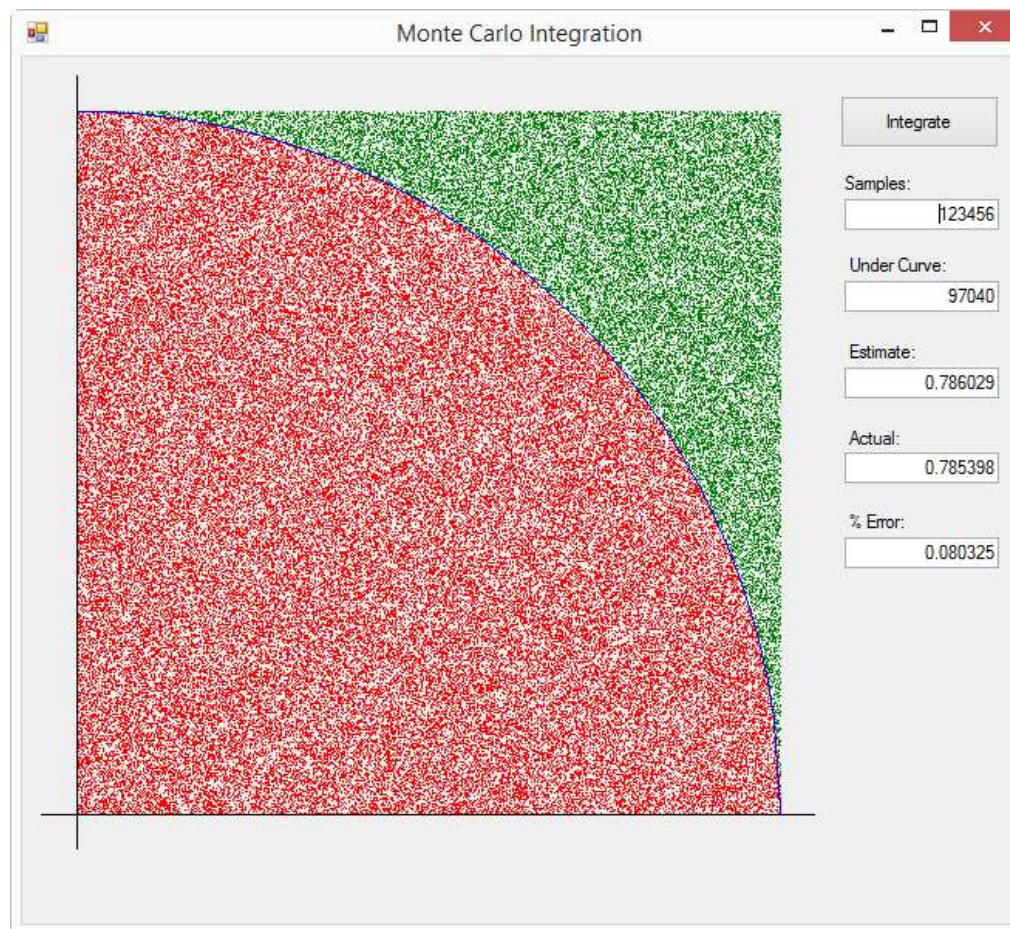 Monte Carlo Integration
Integrate
Samples:
123456
Under Curve:
97040
Estimate:
0.786029
Actual:
0.785398
% Error:
0.080325